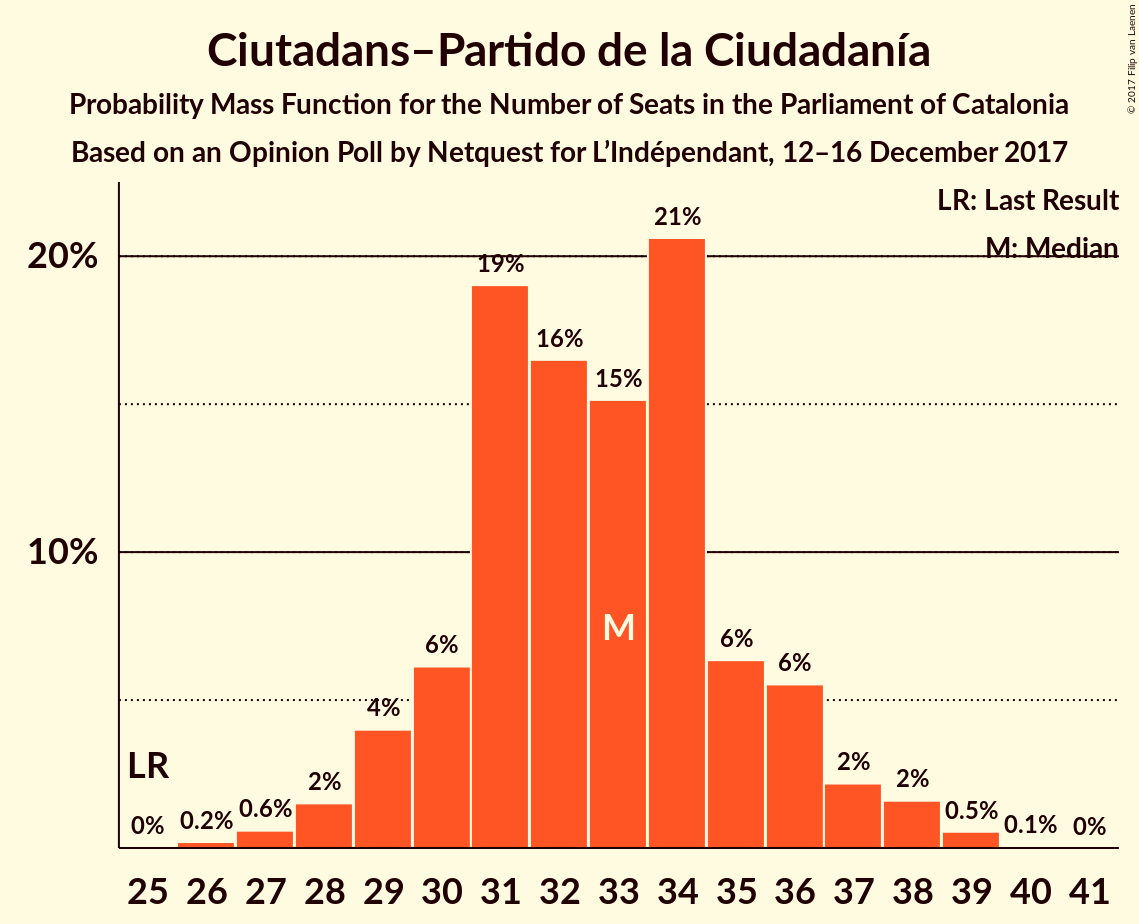 Ciutadans–Partido de la Ciudadanía
Probability Mass Function for the Number of Seats in the Parliament of Catalonia
Based on an Opinion Poll by Netquest for L’Indépendant, 12–16 December 2017
© 2017 Filip van Laenen
LR: Last Result
M: Median
20%
10%
LR
0%
0.2%
0.6%
2%
4%
6%
19%
16%
15%
21%
6%
6%
2%
2%
0.5%
0.1%
0%
M
25 26 27 28 29 30 31 32 33 34 35 36 37 38 39 40 41